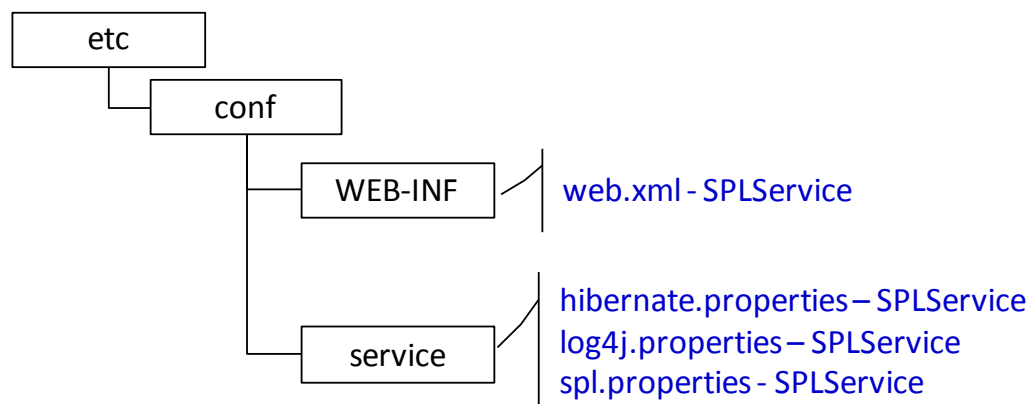 etc
conf
WEB-INF
web.xml - SPLService
hibernate.properties – SPLService
log4j.properties – SPLService
service
spl.properties - SPLService